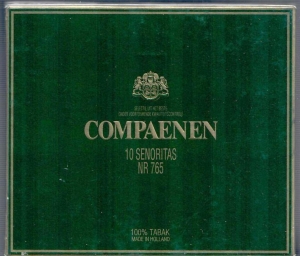 COMPAENEN
10 SENORITAS
NR 765
100% TABAK
MADE IN HOLLAND